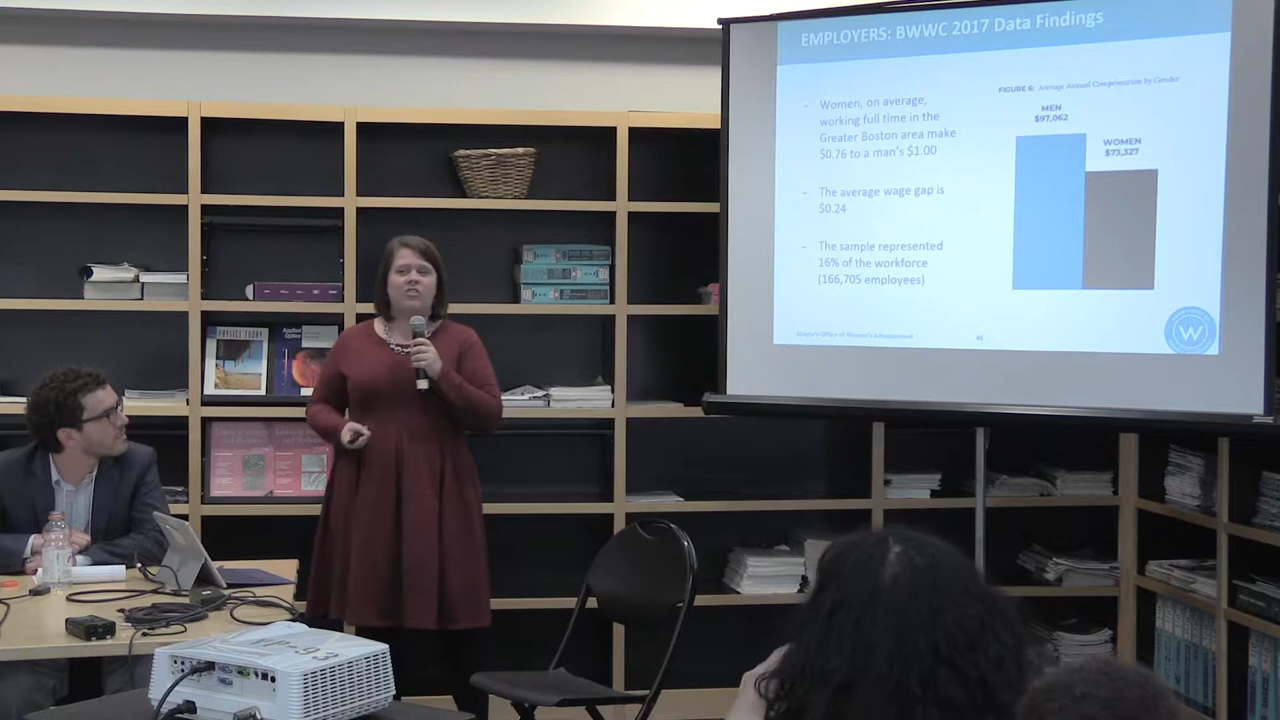 EMPLOYERS: BWWC 2017 Data Findings
- Women, on average,
working full time in the
Greater Boston area make
$0.76 to a man's $1.00
- The average wage gap is
$0.24
- The sample represented
16% of the workforce
(166,705 employees)
FIGURE 6: Average Annual Compensation by Gender
MEN
$97,062
WOMEN
$73,327
Mayor's Office of Women's Advancement
W
PHYSICS TODAY
Applied
Optics